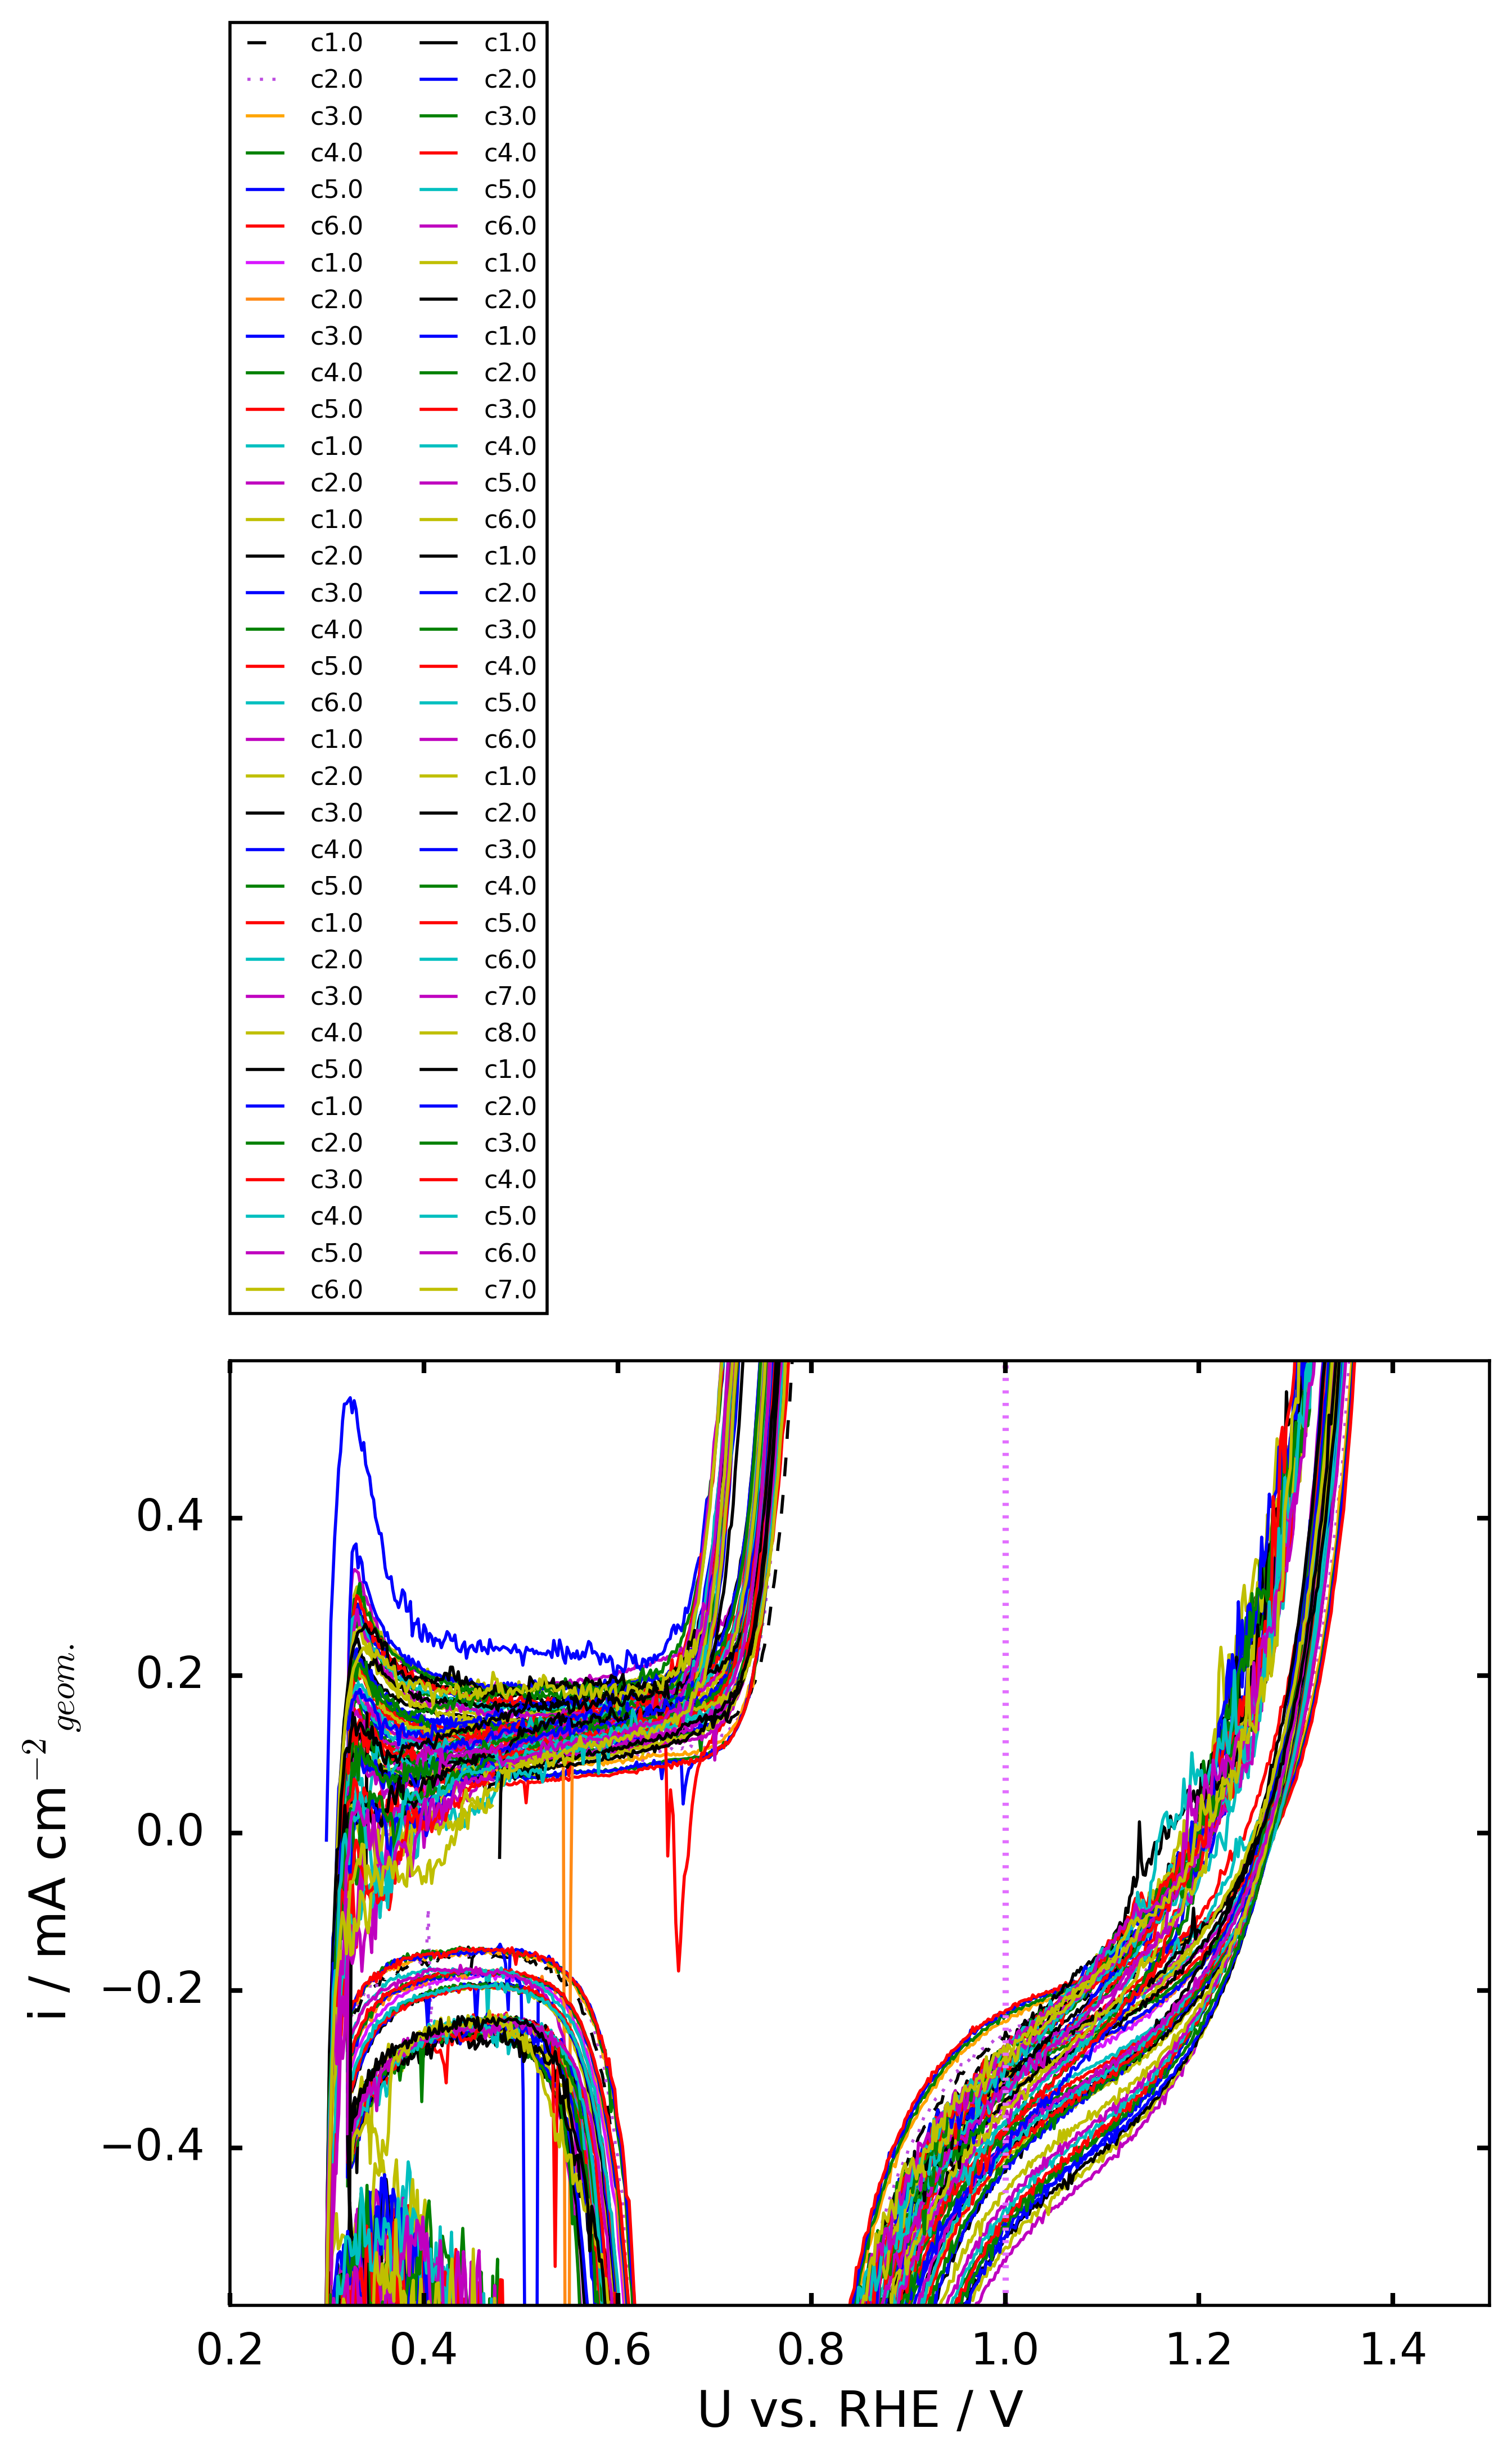 c1.0 c1.0
c2.0 c2.0
c3.0 c3.0
c4.0 c4.0
c5.0 c5.0
c6.0 c6.0
c1.0 c1.0
c2.0 c2.0
c3.0 c1.0
c4.0 c2.0
c5.0 c3.0
c1.0 c4.0
c2.0 c5.0
c1.0 c6.0
c2.0 c1.0
c3.0 c2.0
c4.0 c3.0
c5.0 c4.0
c6.0 c5.0
c1.0 c6.0
c2.0 c1.0
c3.0 c2.0
c4.0 c3.0
c5.0 c4.0
c1.0 c5.0
c2.0 c6.0
c3.0 c7.0
c4.0 c8.0
c5.0 c1.0
c1.0 c2.0
c2.0 c3.0
c3.0 c4.0
c4.0 c5.0
c5.0 c6.0
c6.0 c7.0
0.4
0.2
0.0
−0.2
−0.4
i / mA cm⁻² geom.
0.2 0.4 0.6 0.8 1.0 1.2 1.4
U vs. RHE / V